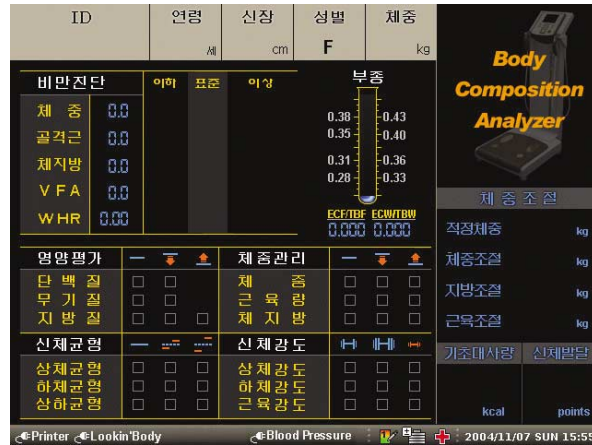 ID 연령 신장 성별 체중
세 cm F kg
Body
Composition
Analyzer
비만진단 이하 표준 이상 부종
체 중 0.0
골격근 0.0
체지방 0.0
V F A 0.0
WHR 0.00
0.38 0.43
0.35 0.40
0.31 0.36
0.28 0.33
ECF/TBF ECW/TBW
0.000 0.000
체 중 조 절
적정체중 kg
체중조절 kg
지방조절 kg
근육조절 kg
영양평가 체중관리
단 백 질 체 중
무 기 질 근 육 량
지 방 질 체 지 방
신체균형 신체강도
상체균형 상체강도
하체균형 하체강도
상하균형 근육강도
기초대사량 신체발달
kcal points
Printer Lookin'Body Blood Pressure 2004/11/07 SUN 15:55